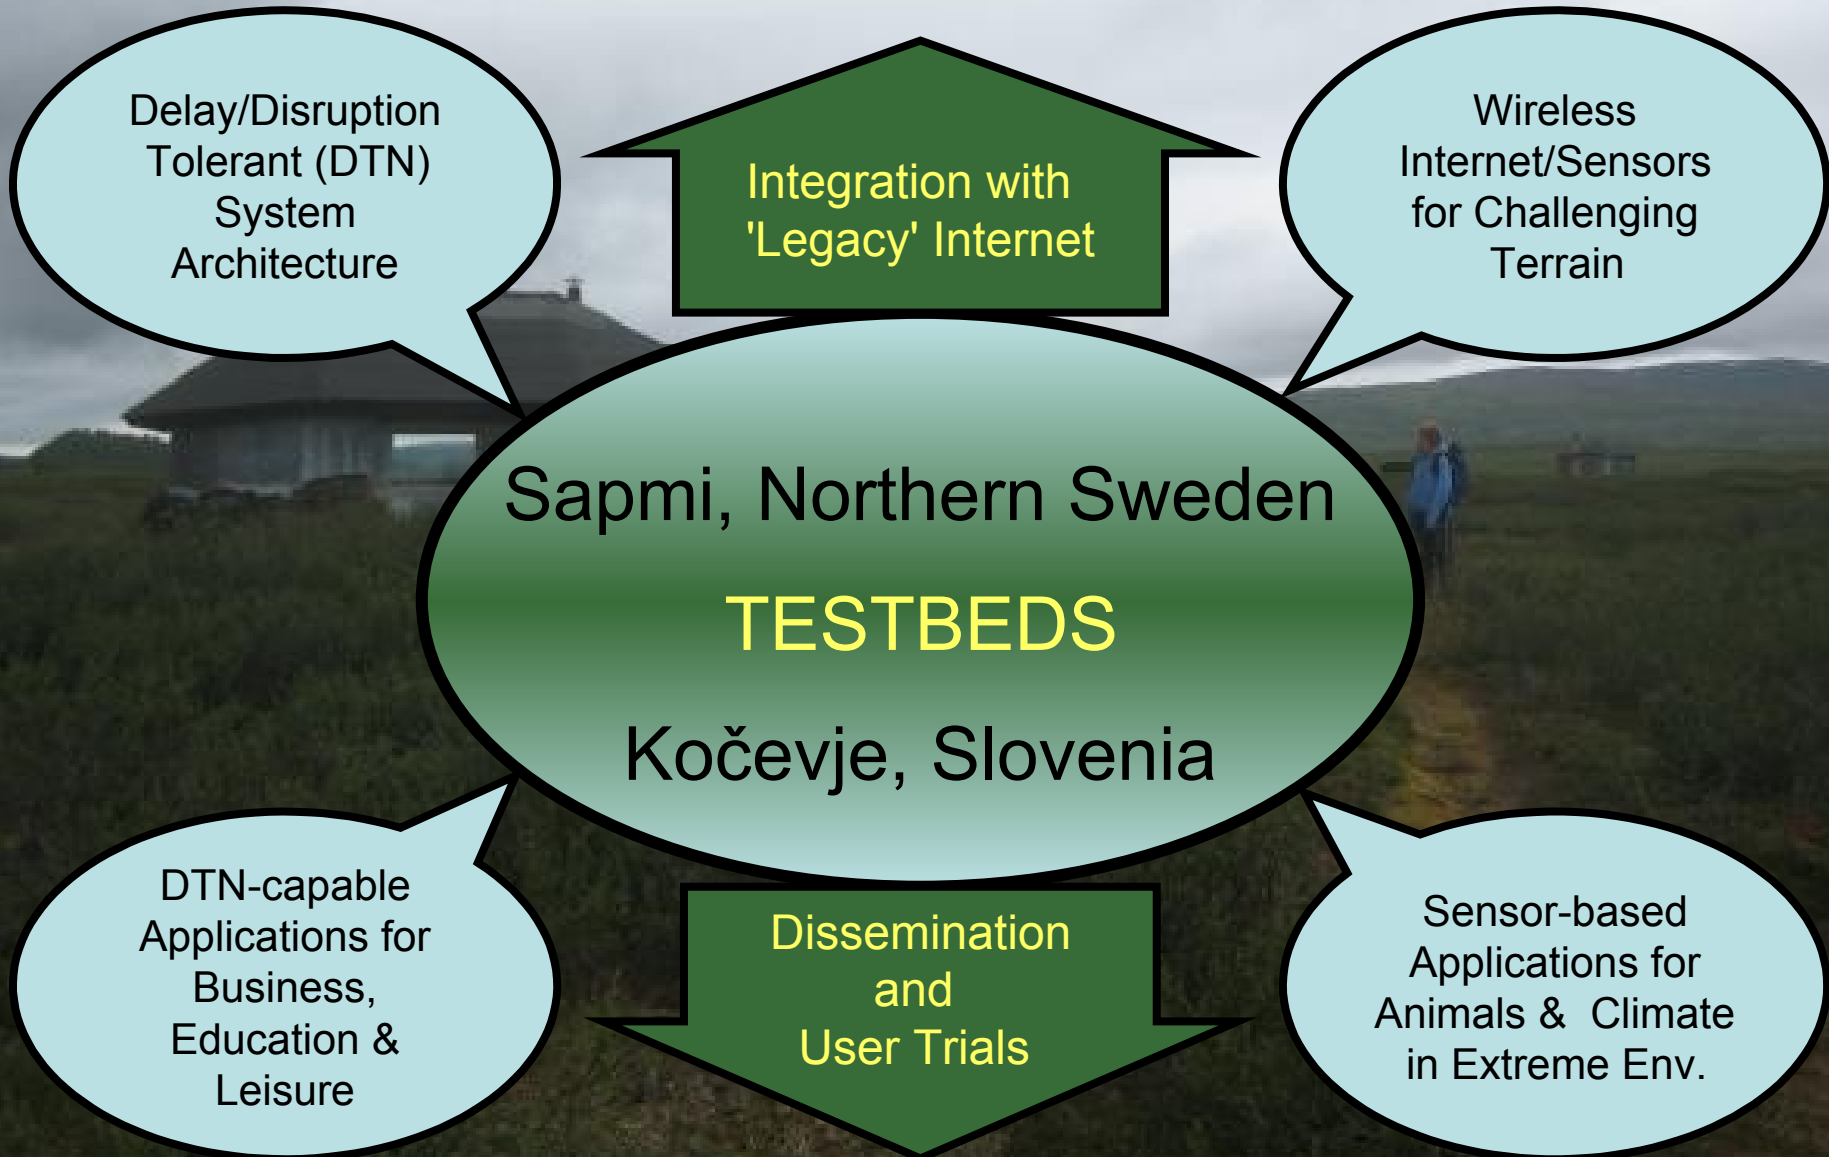 Delay/Disruption
Tolerant (DTN)
System
Architecture
Integration with
'Legacy' Internet
Wireless
Internet/Sensors
for Challenging
Terrain
Sapmi, Northern Sweden
TESTBEDS
Kočevje, Slovenia
DTN-capable
Applications for
Business,
Education &
Leisure
Dissemination
and
User Trials
Sensor-based
Applications for
Animals &  Climate
in Extreme Env.